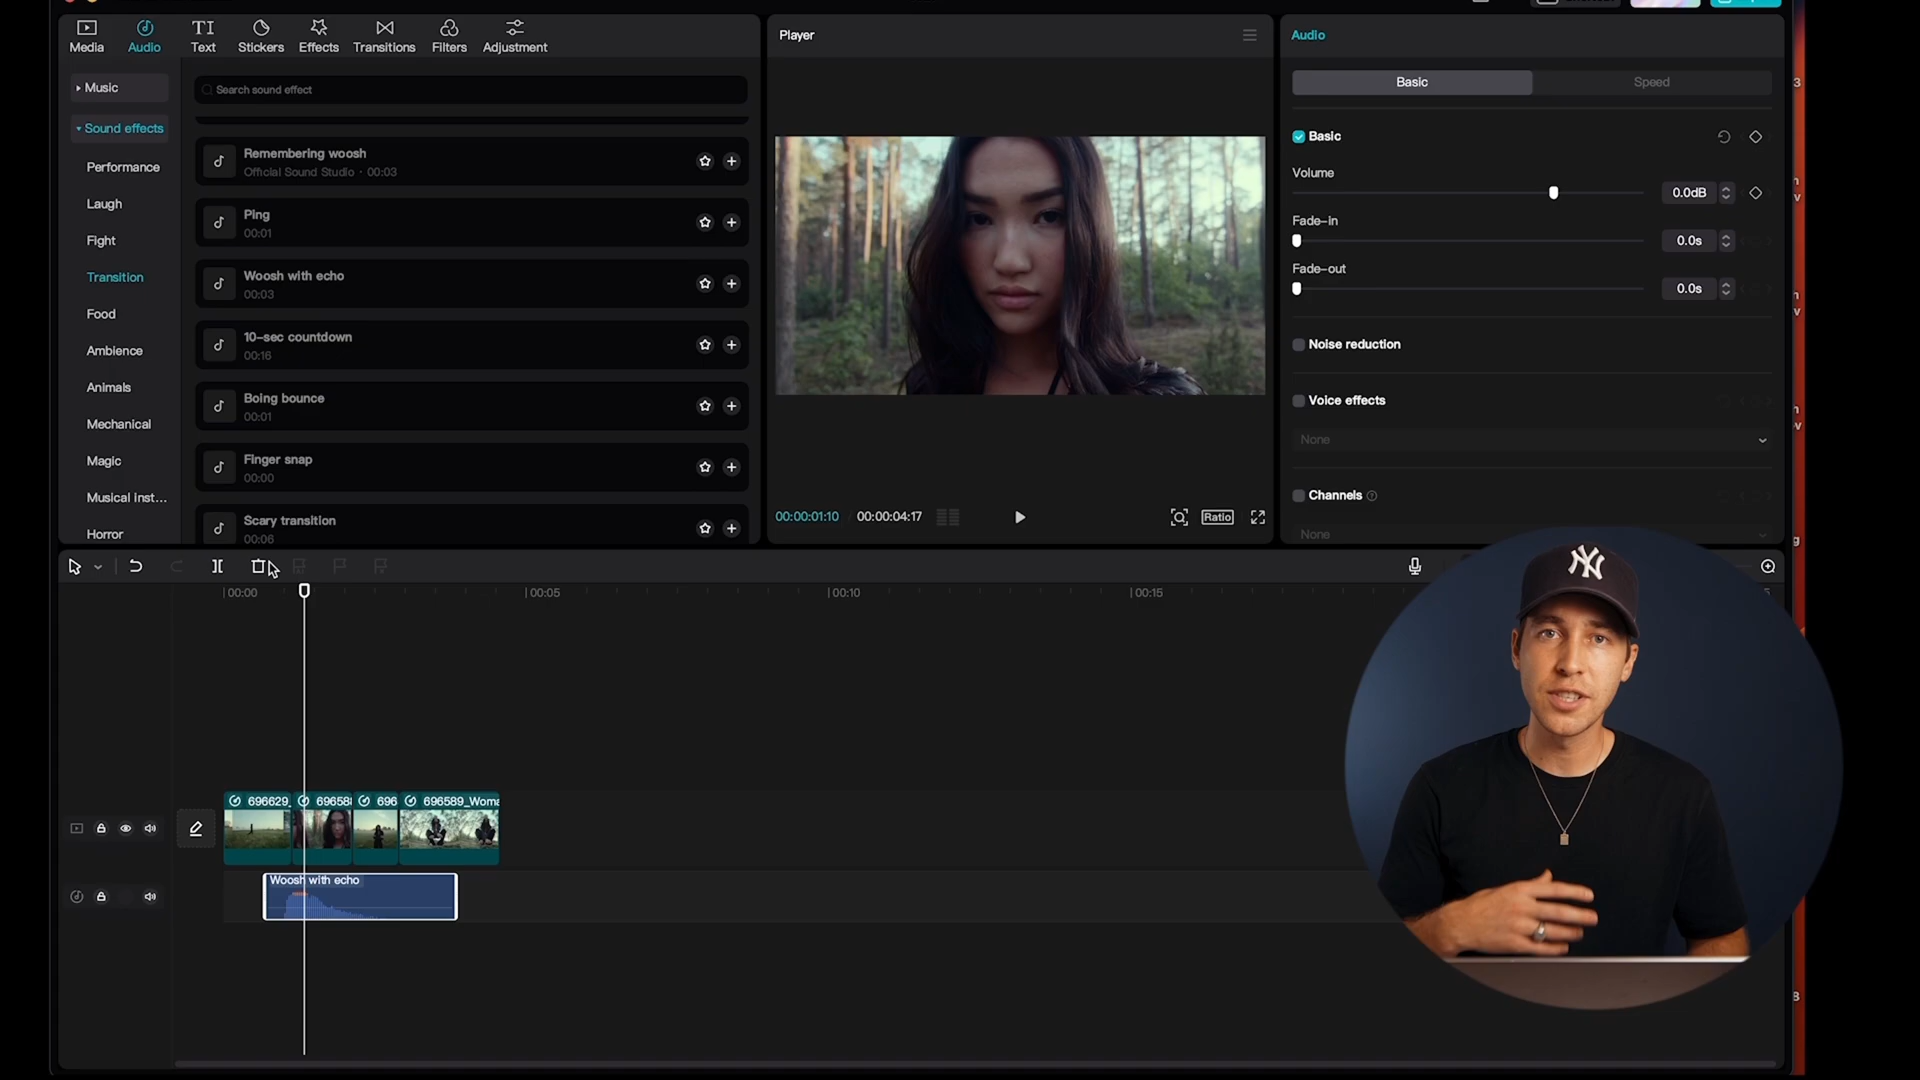 Media
Audio
Text
Stickers
Effects
Transitions
Filters
Adjustment
Music
Sound effects
Performance
Laugh
Fight
Transition
Food
Ambience
Animals
Mechanical
Magic
Musical inst...
Horror
Search sound effect
Remembering woosh
Official Sound Studio · 00:03
Ping
00:01
Woosh with echo
00:03
10-sec countdown
00:16
Boing bounce
00:01
Finger snap
00:00
Scary transition
00:06
Player
00:00:01:10 00:00:04:17
Ratio
Audio
Basic
Speed
Basic
Volume
0.0dB
Fade-in
0.0s
Fade-out
0.0s
Noise reduction
Voice effects
None
Channels
None
00:00
00:05
00:10
00:15
696629_
69658
696
696589_Woma
Woosh with echo
NY